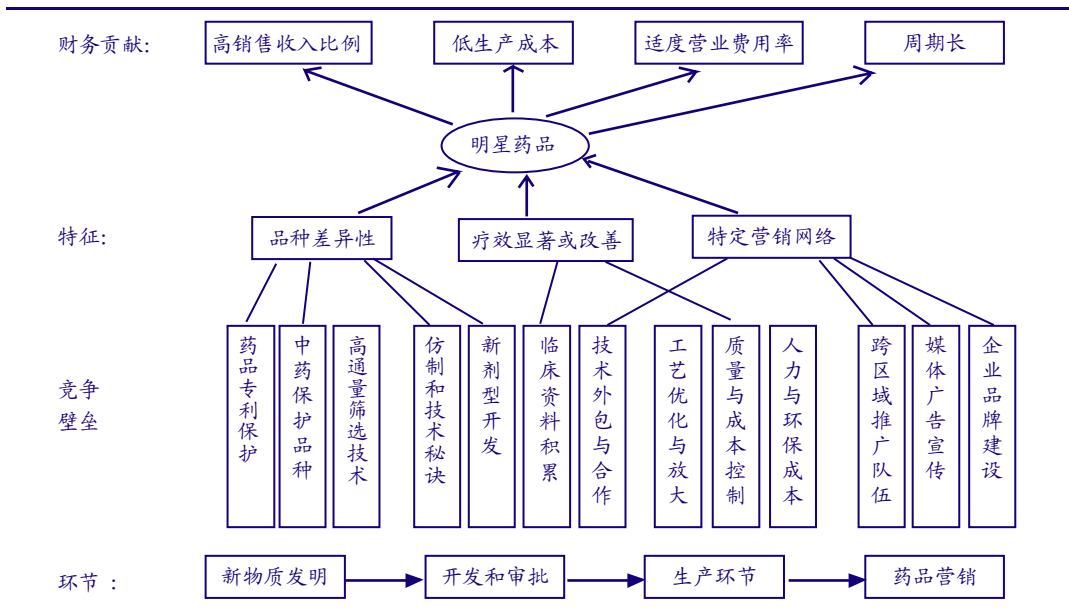 财务贡献:
高销售收入比例
低生产成本
适度营业费用率
周期长
明星药品
特征:
品种差异性
疗效显著或改善
特定营销网络
竞争
壁垒
药品专利保护
中药保护品种
高通量筛选技术
仿制和技术秘诀
新剂型开发
临床资料积累
技术外包与合作
工艺优化与放大
质量与成本控制
人力与环保成本
跨区域推广队伍
媒体广告宣传
企业品牌建设
环节 :
新物质发明
开发和审批
生产环节
药品营销